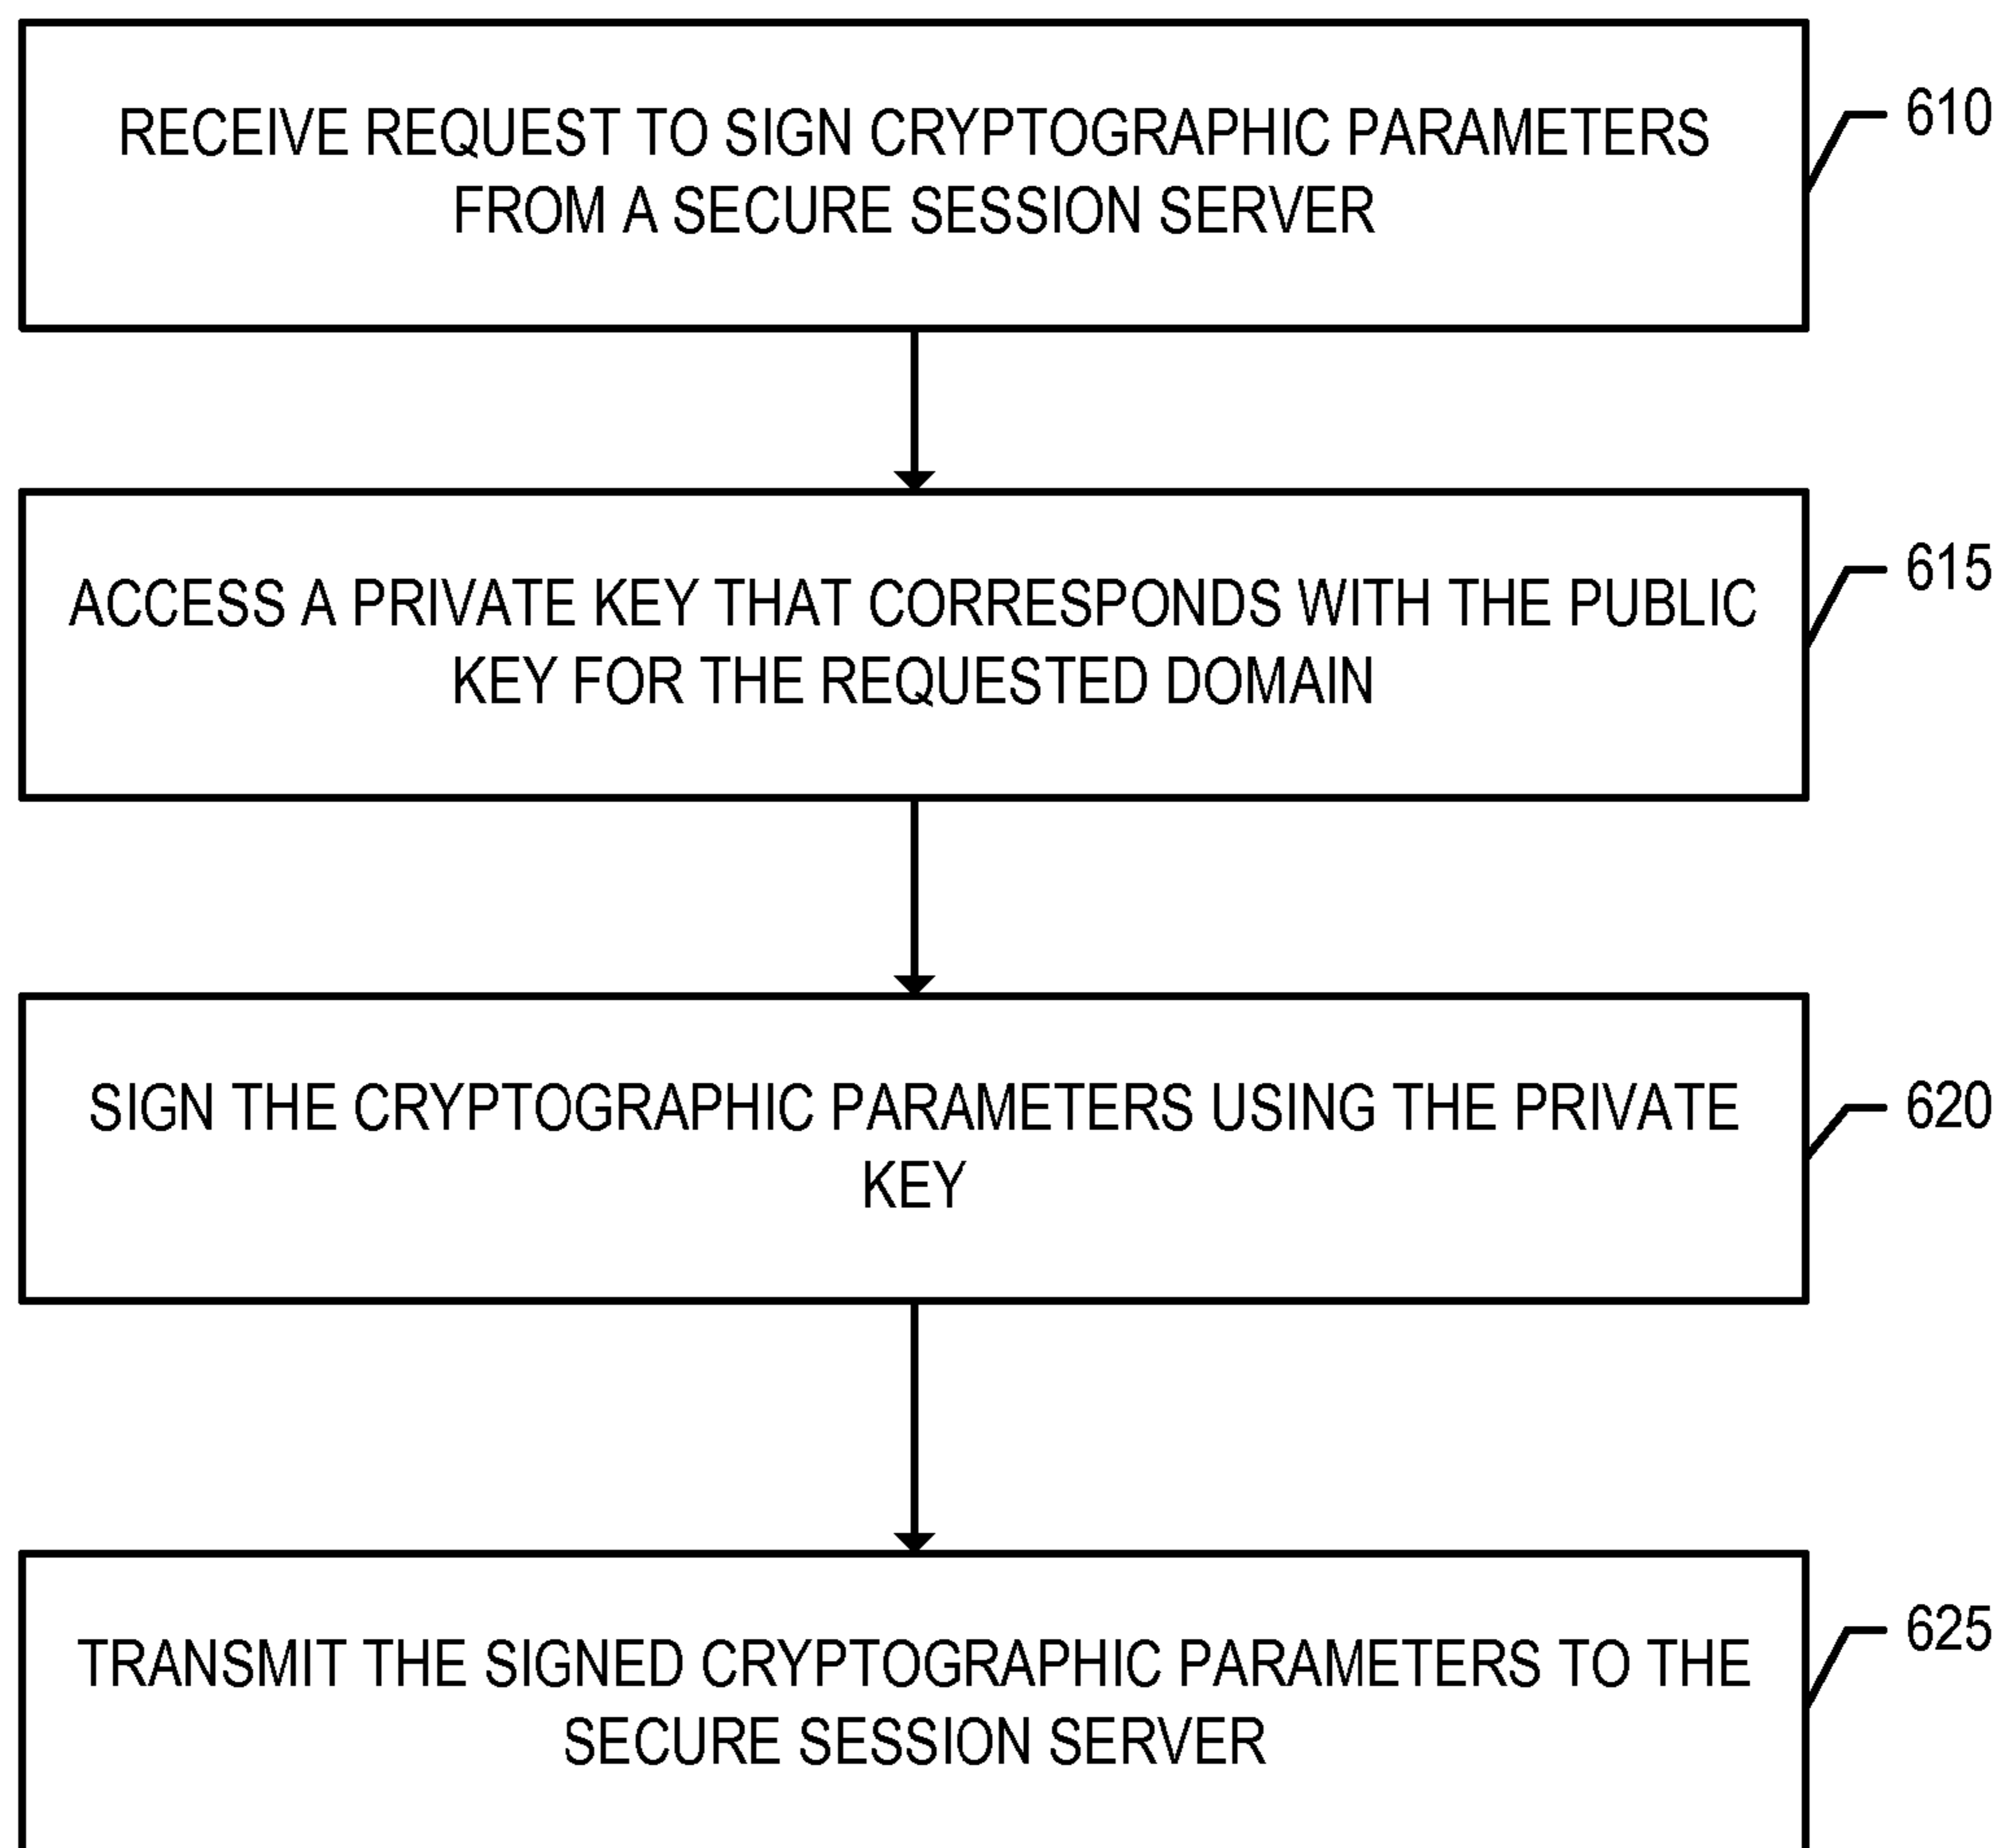 RECEIVE REQUEST TO SIGN CRYPTOGRAPHIC PARAMETERS
FROM A SECURE SESSION SERVER
610
ACCESS A PRIVATE KEY THAT CORRESPONDS WITH THE PUBLIC
KEY FOR THE REQUESTED DOMAIN
615
SIGN THE CRYPTOGRAPHIC PARAMETERS USING THE PRIVATE
KEY
620
TRANSMIT THE SIGNED CRYPTOGRAPHIC PARAMETERS TO THE
SECURE SESSION SERVER
625